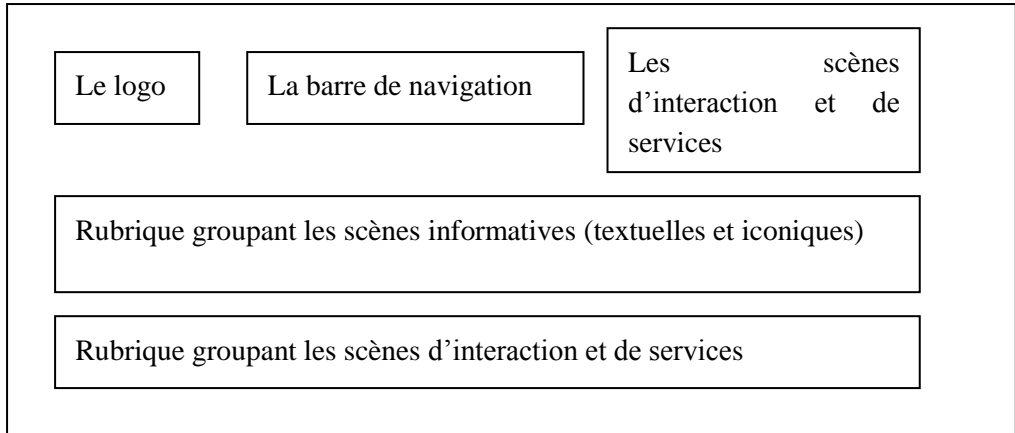 Le logo
La barre de navigation
Les scènes
d’interaction et de
services
Rubrique groupant les scènes informatives (textuelles et iconiques)
Rubrique groupant les scènes d’interaction et de services